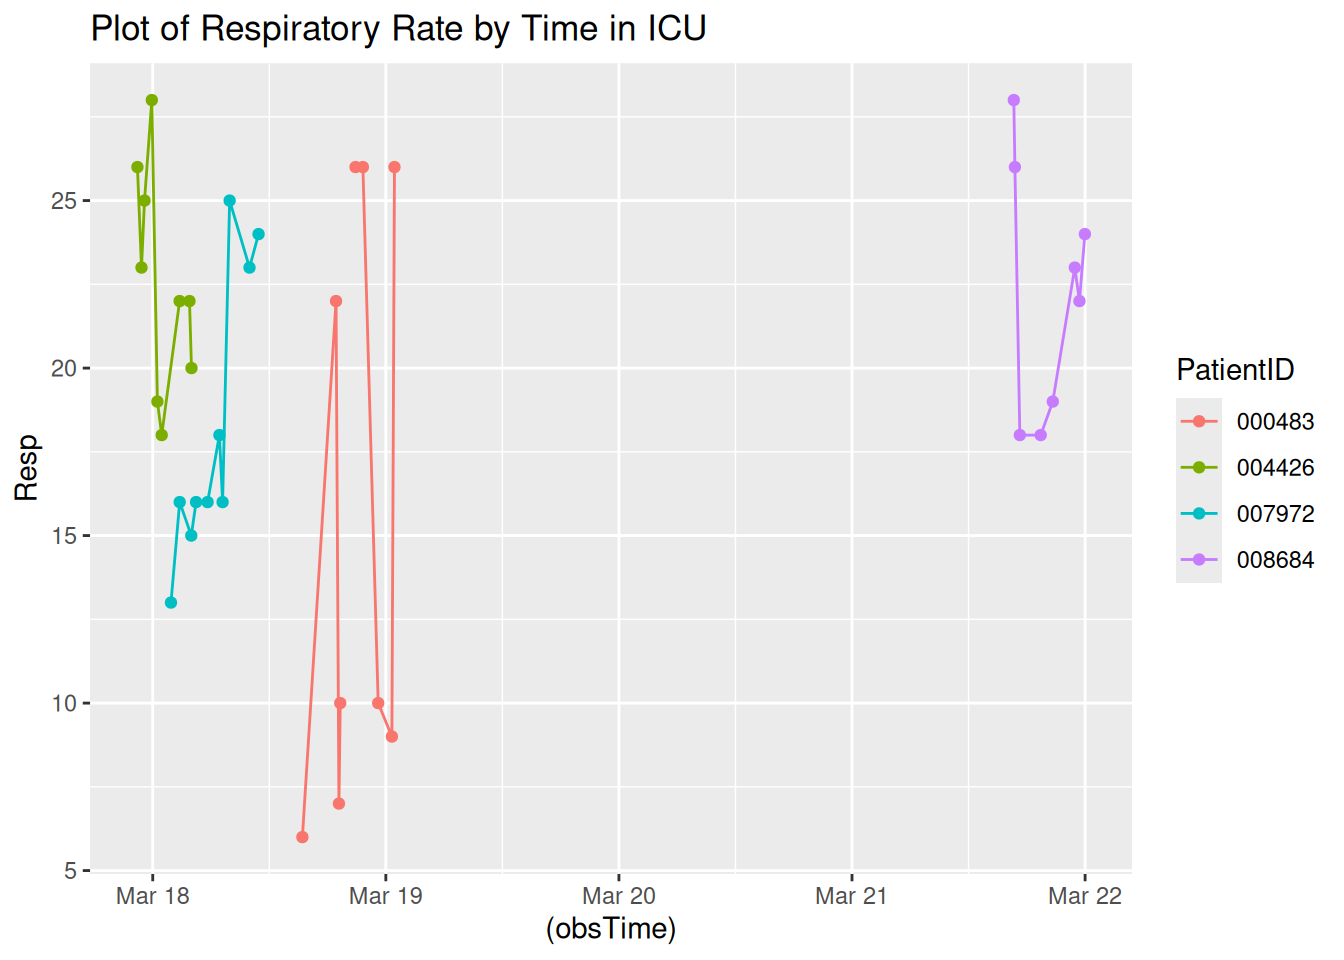 Plot of Respiratory Rate by Time in ICU
Resp
25
20
15
10
5
Mar 18 Mar 19 Mar 20 Mar 21 Mar 22
(obsTime)
PatientID
000483
004426
007972
008684